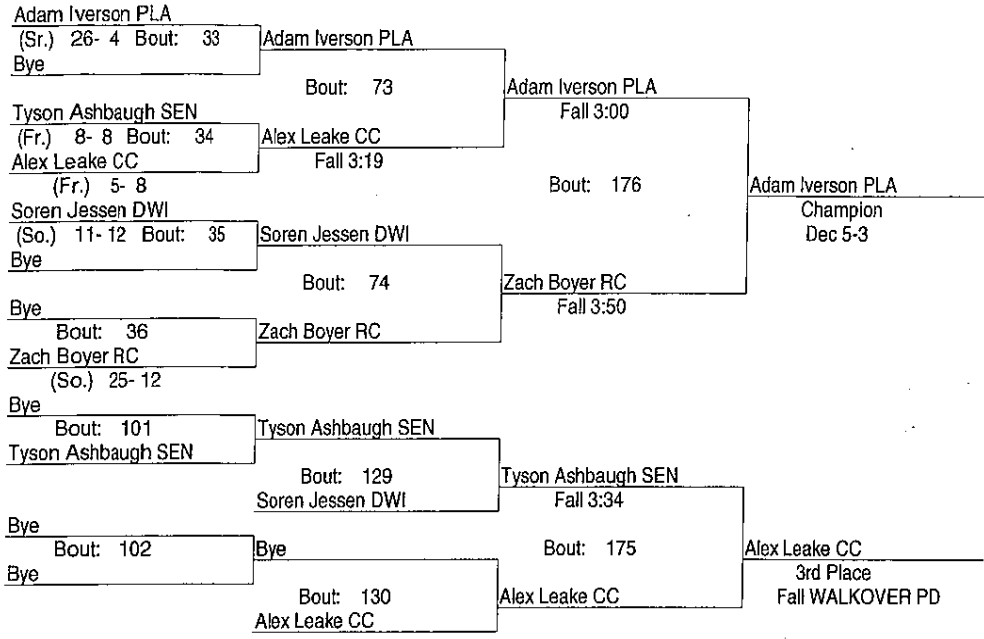 Adam Iverson PLA
(Sr.) 26- 4 Bout: 33
Bye
Adam Iverson PLA
Bout: 73
Tyson Ashbaugh SEN
(Fr.) 8- 8 Bout: 34
Alex Leake CC
(Fr.) 5- 8
Alex Leake CC
Fall 3:19
Adam Iverson PLA
Fall 3:00
Bout: 176
Soren Jessen DWI
(So.) 11- 12 Bout: 35
Bye
Soren Jessen DWI
Bout: 74
Bye
Bout: 36
Zach Boyer RC
(So.) 25- 12
Zach Boyer RC
Zach Boyer RC
Fall 3:50
Adam Iverson PLA
Champion
Dec 5-3
Bye
Bout: 101
Tyson Ashbaugh SEN
Tyson Ashbaugh SEN
Bout: 129
Soren Jessen DWI
Tyson Ashbaugh SEN
Fall 3:34
Bout: 175
Bye
Bout: 102
Bye
Bye
Bout: 130
Alex Leake CC
Alex Leake CC
Alex Leake CC
3rd Place
Fall WALKOVER PD